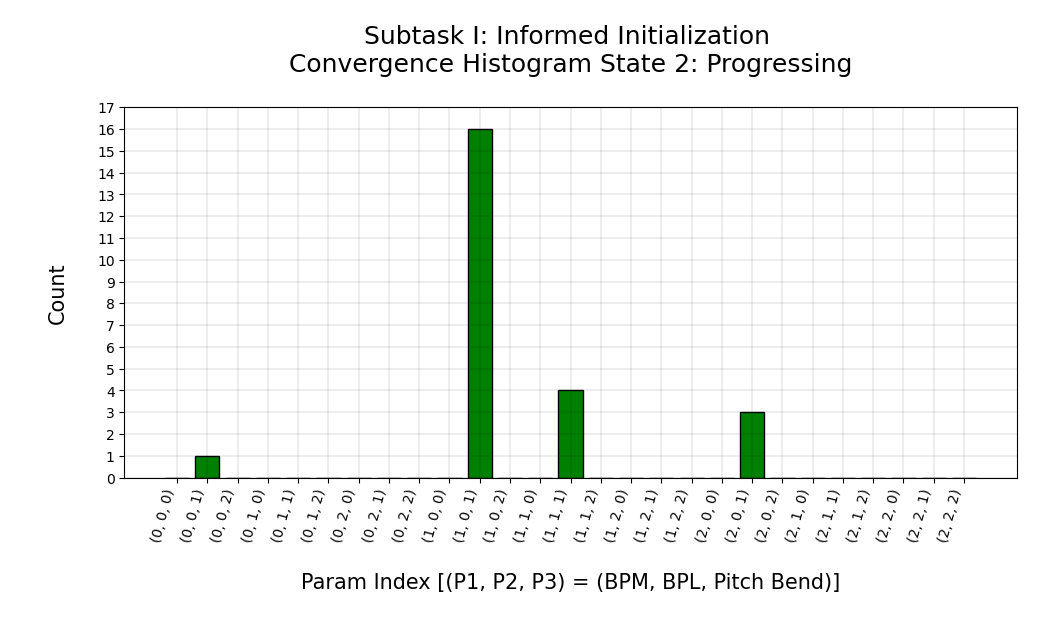 Subtask I: Informed Initialization
Convergence Histogram State 2: Progressing
17
16
15
14
13
12
11
10
9
8
7
6
5
4
3
2
1
0
Count
(0, 0, 0)
(0, 0, 1)
(0, 0, 2)
(0, 1, 0)
(0, 1, 1)
(0, 1, 2)
(0, 2, 0)
(0, 2, 1)
(0, 2, 2)
(1, 0, 0)
(1, 0, 1)
(1, 0, 2)
(1, 1, 0)
(1, 1, 1)
(1, 1, 2)
(1, 2, 0)
(1, 2, 1)
(1, 2, 2)
(2, 0, 0)
(2, 0, 1)
(2, 0, 2)
(2, 1, 0)
(2, 1, 1)
(2, 1, 2)
(2, 2, 0)
(2, 2, 1)
(2, 2, 2)
Param Index [(P1, P2, P3) = (BPM, BPL, Pitch Bend)]